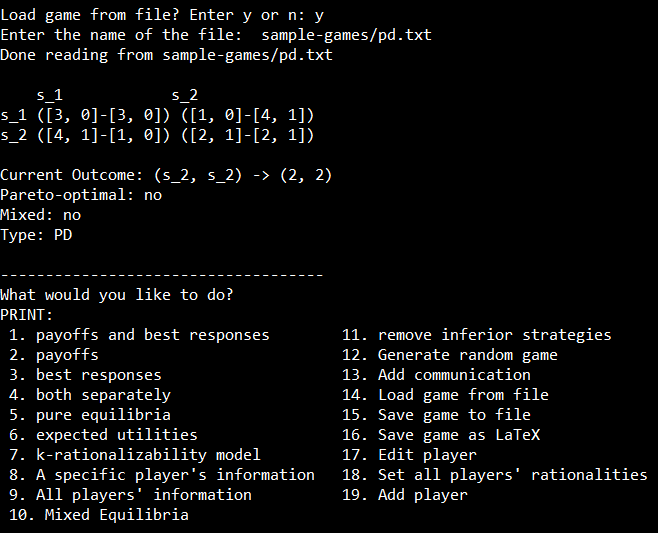 Load game from file? Enter y or n: y
Enter the name of the file:  sample-games/pd.txt
Done reading from sample-games/pd.txt
    s_1            s_2
s_1 ([3, 0]-[3, 0]) ([1, 0]-[4, 1])
s_2 ([4, 1]-[1, 0]) ([2, 1]-[2, 1])
Current Outcome: (s_2, s_2) -> (2, 2)
Pareto-optimal: no
Mixed: no
Type: PD
------------------------------------
What would you like to do?
PRINT:
 1. payoffs and best responses        11. remove inferior strategies
 2. payoffs                           12. Generate random game
 3. best responses                    13. Add communication
 4. both separately                   14. Load game from file
 5. pure equilibria                   15. Save game to file
 6. expected utilities                16. Save game as LaTeX
 7. k-rationalizability model         17. Edit player
 8. A specific player's information   18. Set all players' rationalities
 9. All players' information          19. Add player
 10. Mixed Equilibria